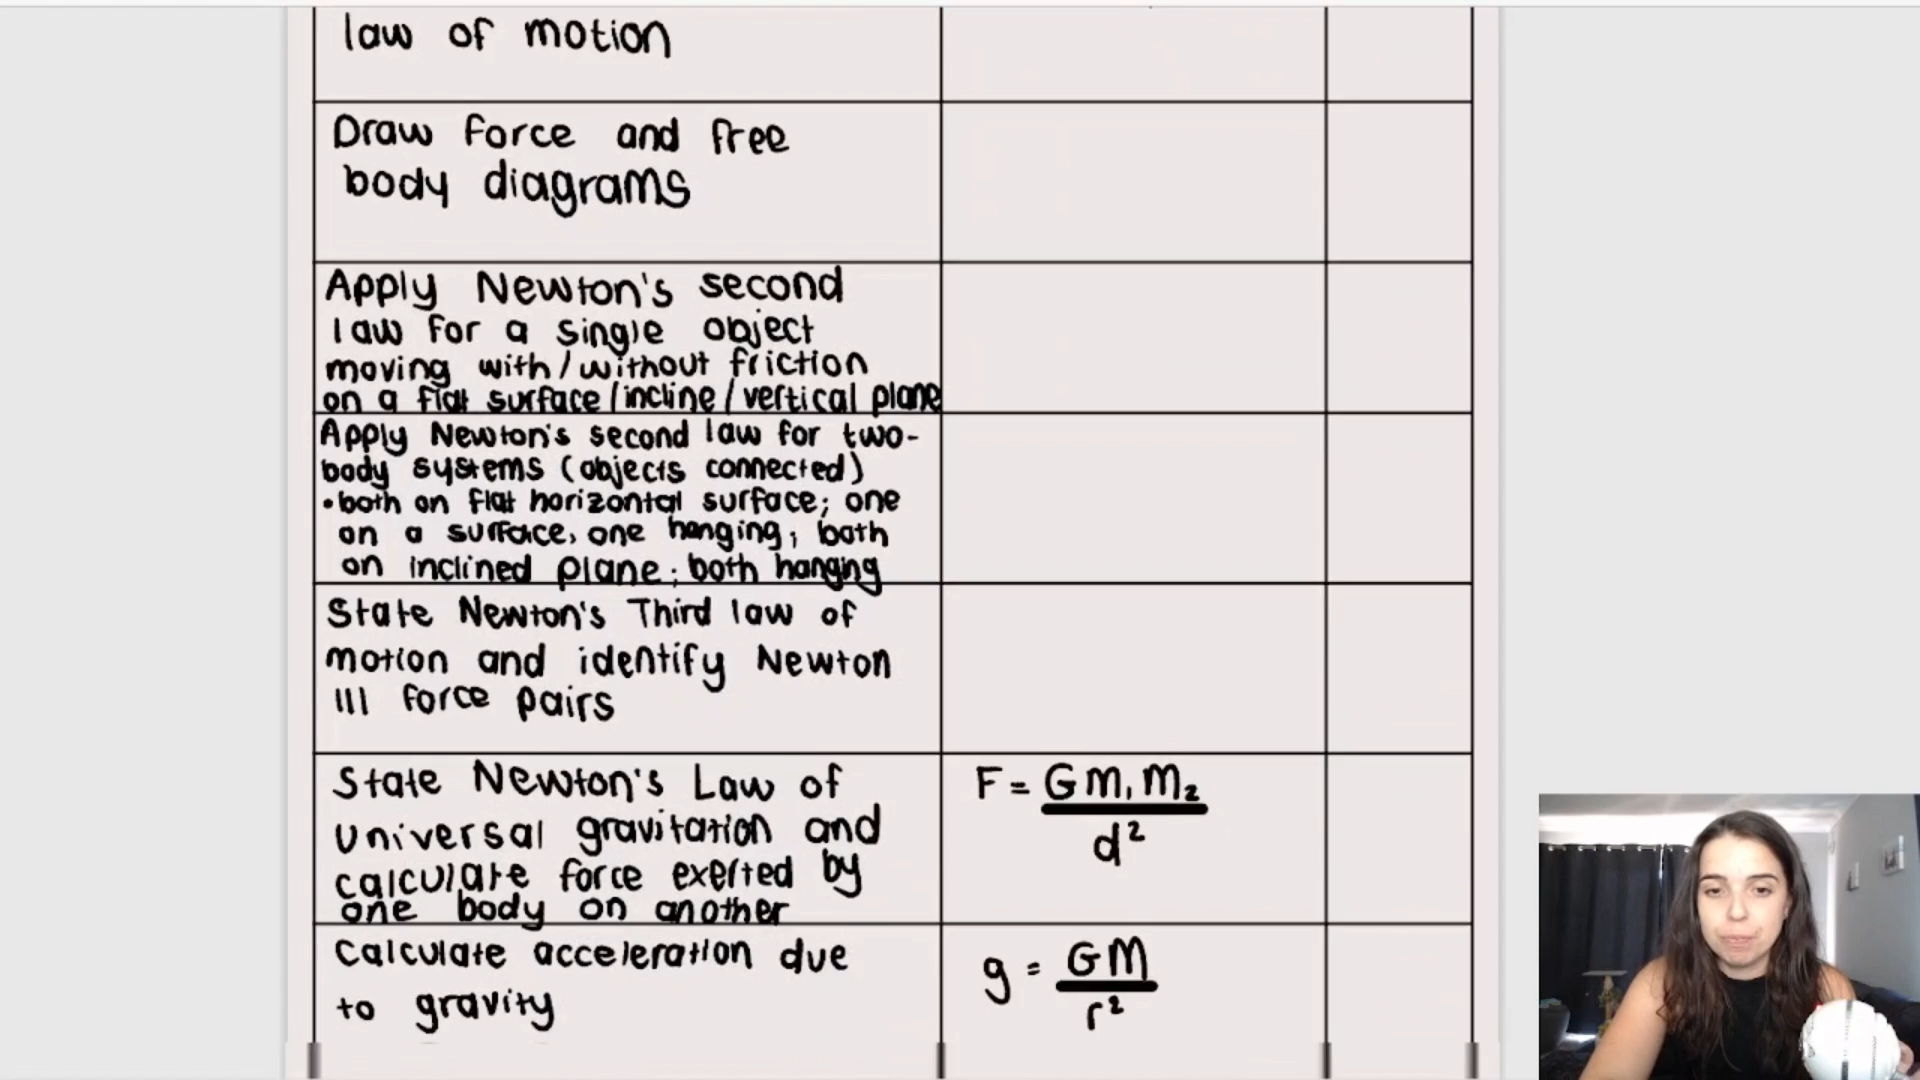 law of motion
Draw force and free
body diagrams
Apply Newton's second
law for a single object
moving with/without friction
on a flat surface/incline/vertical plane
Apply Newton's second law for two-
body systems (objects connected)
•both on flat horizontal surface; one
on a surface, one hanging; both
on inclined plane; both hanging
State Newton's Third law of
motion and identify Newton
III force pairs
State Newton's Law of
universal gravitation and
calculate force exerted by
one body on another
F = GM₁M₂
d²
Calculate acceleration due
to gravity
g = GM
r²